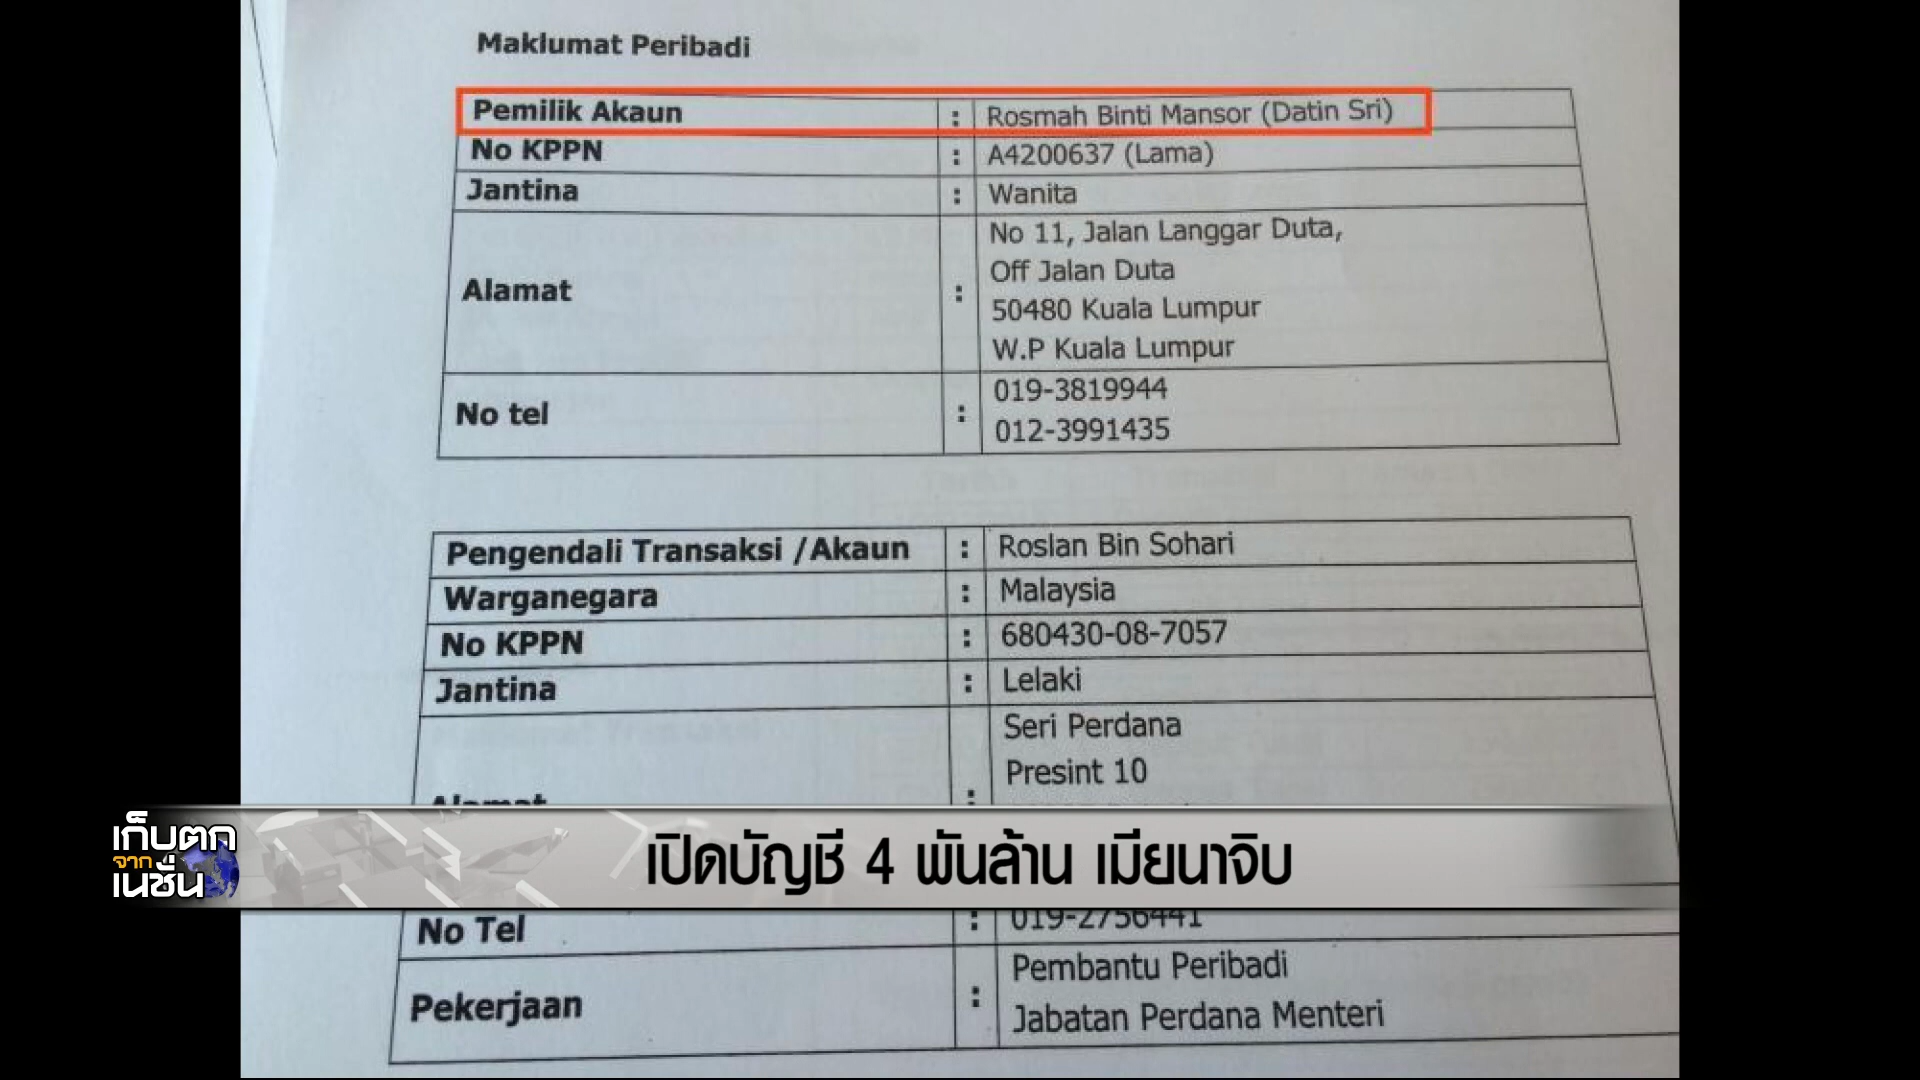 Maklumat Peribadi
Pemilik Akaun : Rosmah Binti Mansor (Datin Sri)
No KPPN : A4200637 (Lama)
Jantina : Wanita
Alamat : No 11, Jalan Langgar Duta,
Off Jalan Duta
50480 Kuala Lumpur
W.P Kuala Lumpur
No tel : 019-3819944
012-3991435
Pengendali Transaksi /Akaun : Roslan Bin Sohari
Warganegara : Malaysia
No KPPN : 680430-08-7057
Jantina : Lelaki
Seri Perdana
Presint 10
Alamat :
เก็บตก
จาก
เนชั่น
เปิดบัญชี 4 พันล้าน เมียนาจิบ
No Tel : 019-2756441
Pekerjaan : Pembantu Peribadi
Jabatan Perdana Menteri